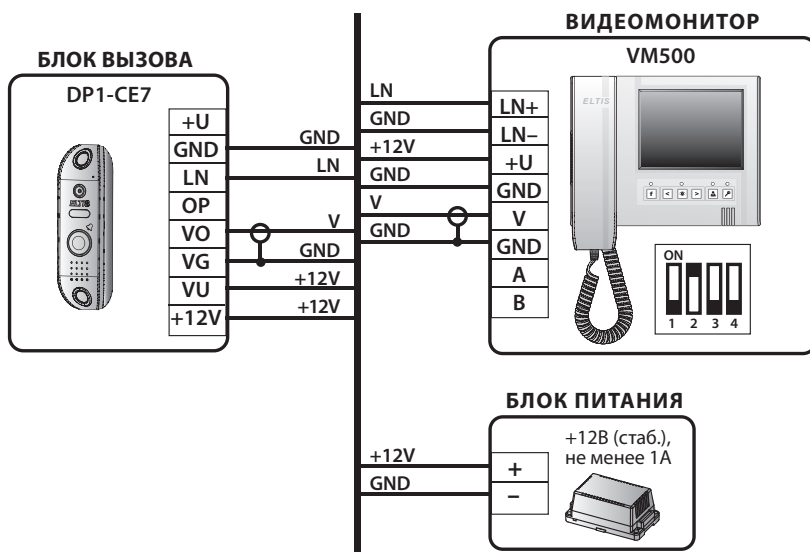 БЛОК ВЫЗОВА
DP1-CE7
ELTIS
+U
GND
LN
OP
VO
VG
VU
+12V
GND
LN
V
GND
+12V
+12V
ВИДЕОМОНИТОР
VM500
LN
GND
+12V
GND
V
GND
LN+
LN–
+U
GND
V
GND
A
B
ELTIS
ON
1 2 3 4
БЛОК ПИТАНИЯ
+12V
GND
+
–
+12В (стаб.),
не менее 1А